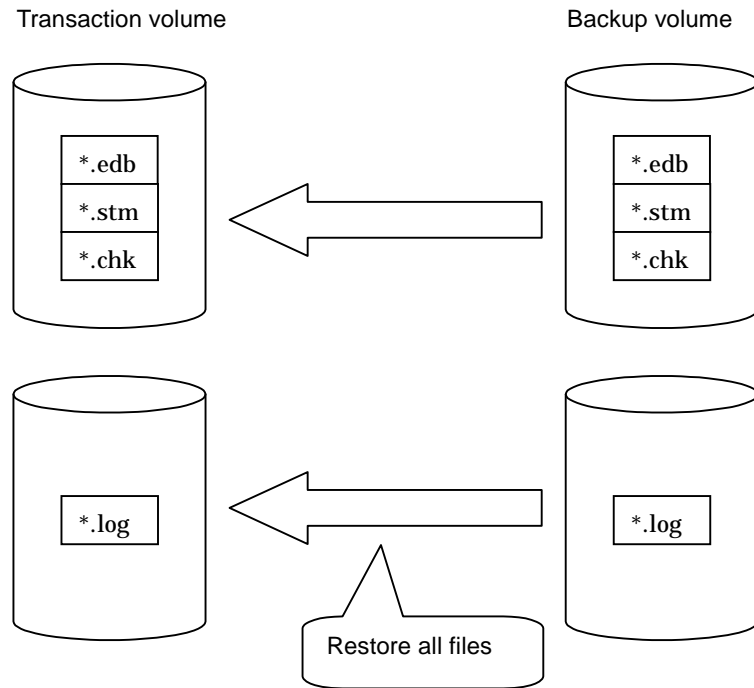 Transaction volume
Backup volume
*.edb
*.stm
*.chk
*.edb
*.stm
*.chk
*.log
*.log
Restore all files